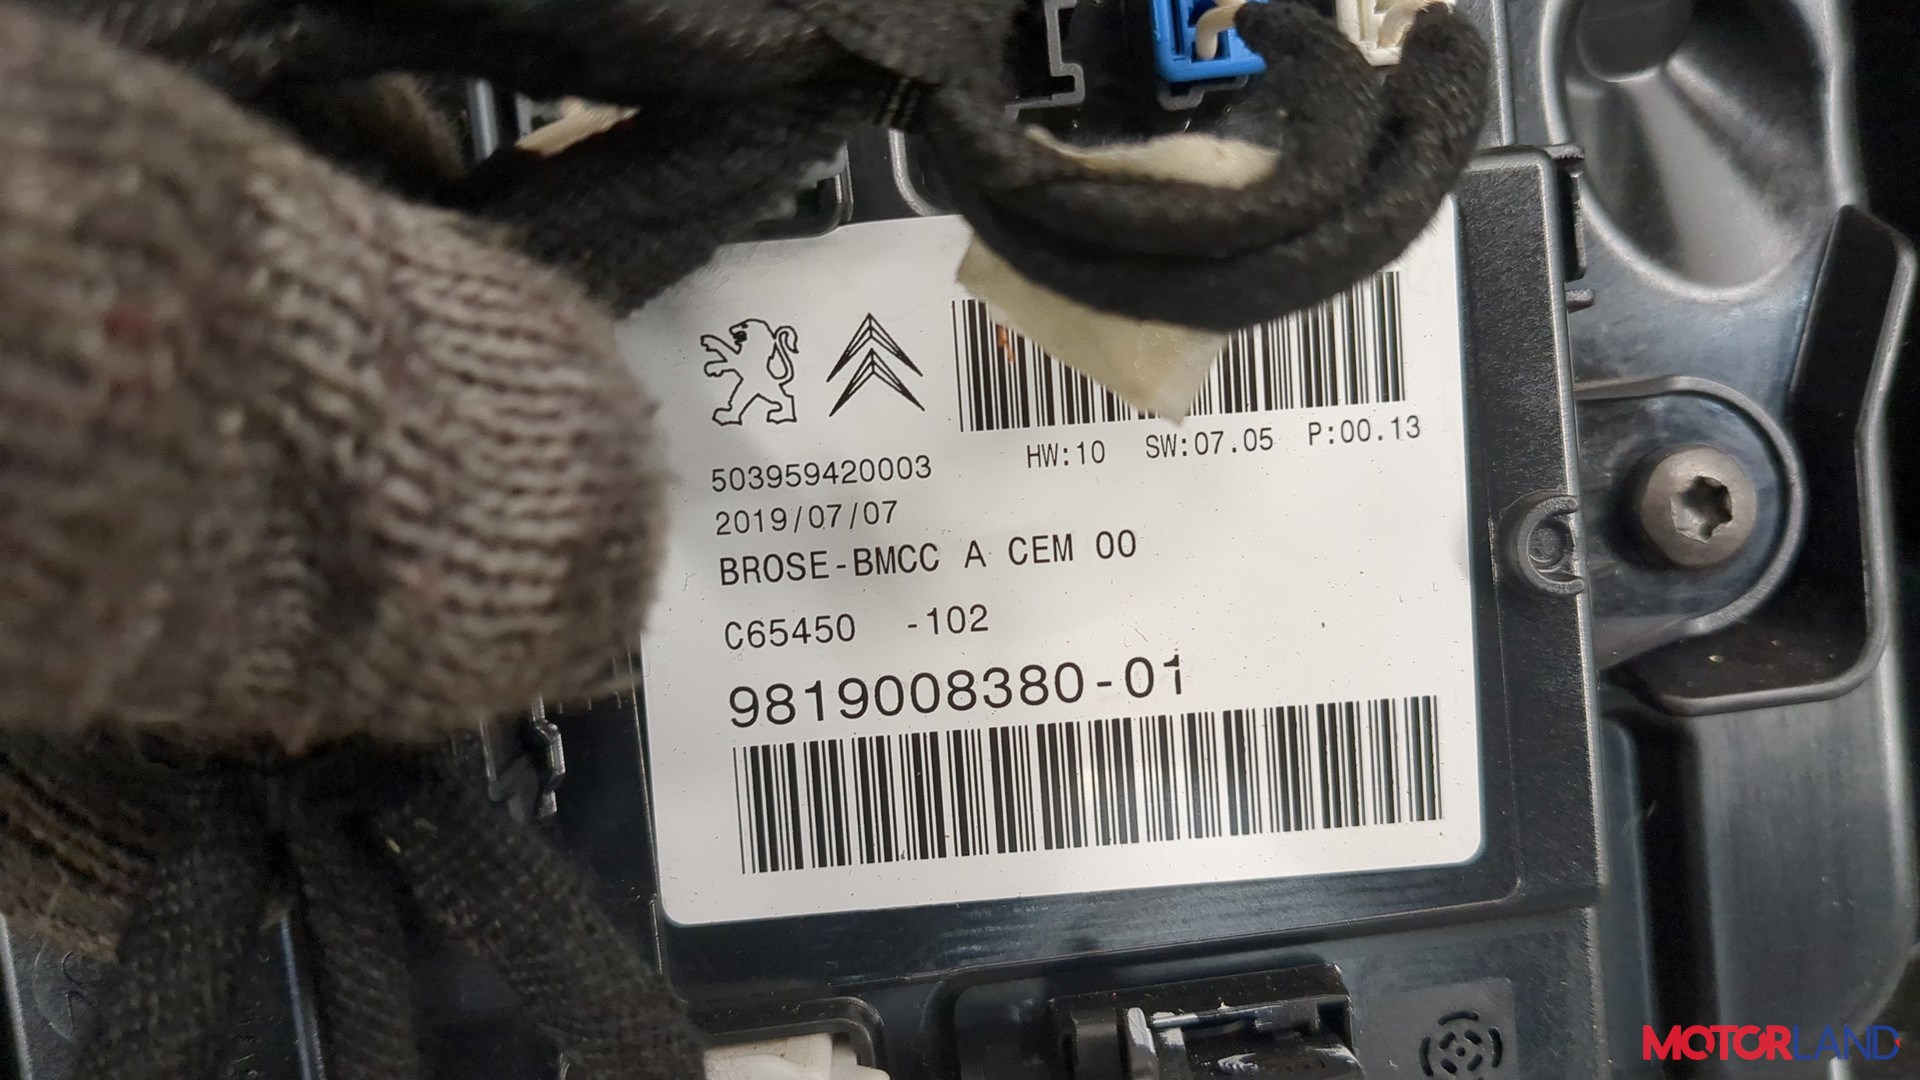 503959420003
HW:10 SW:07.05 P:00.13
2019/07/07
BROSE-BMCC A CEM 00
C65450 -102
9819008380-01
MOTORLAND